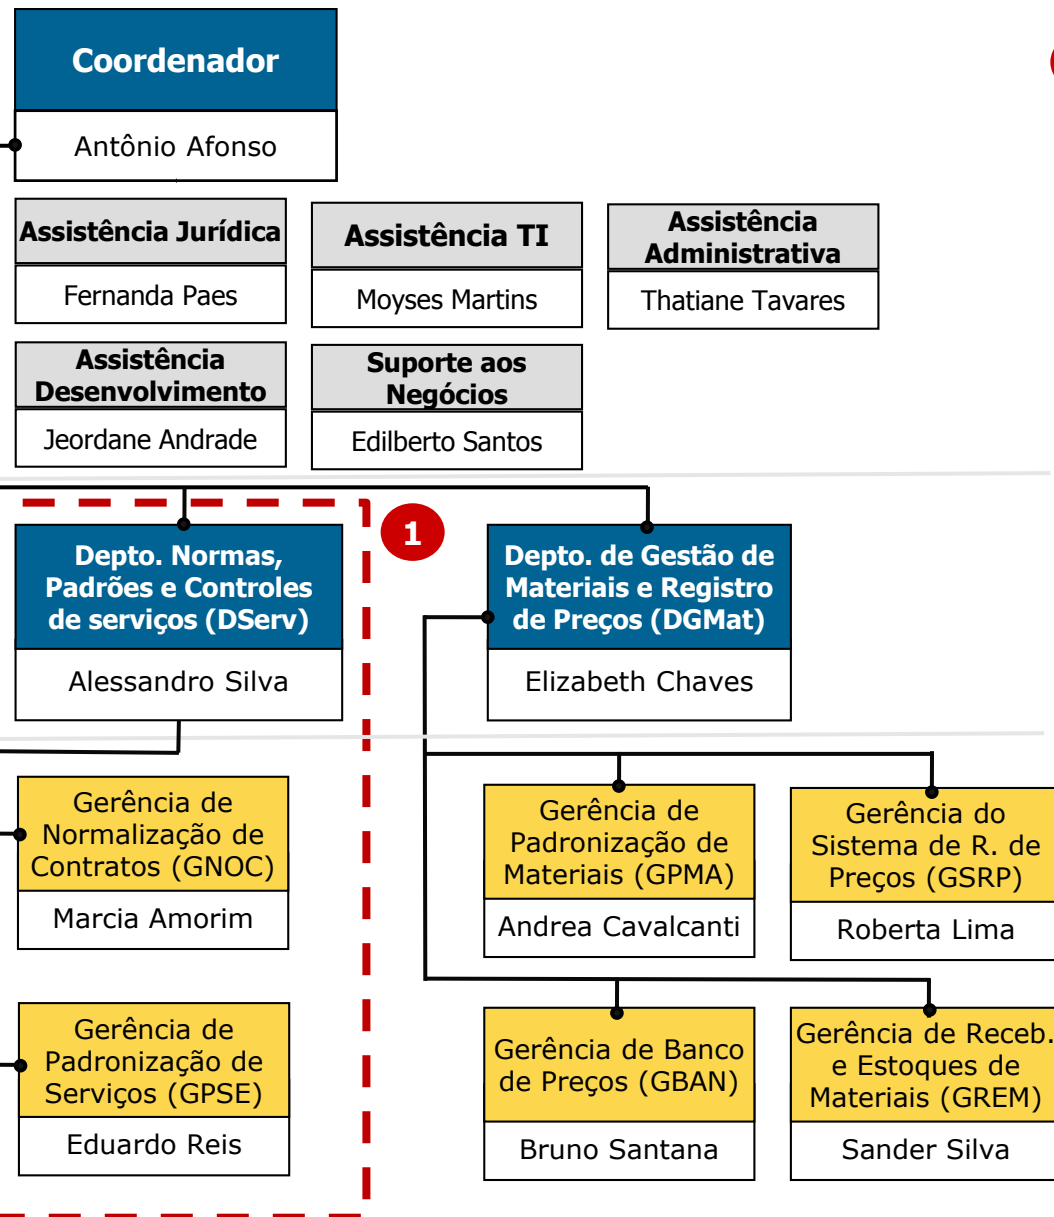 Coordenador
Antônio Afonso
Assistência Jurídica
Fernanda Paes
Assistência TI
Moyses Martins
Assistência
Administrativa
Thatiane Tavares
Assistência
Desenvolvimento
Jeordane Andrade
Suporte aos
Negócios
Edilberto Santos
1
Depto. Normas,
Padrões e Controles
de serviços (DServ)
Alessandro Silva
Depto. de Gestão de
Materiais e Registro
de Preços (DGMat)
Elizabeth Chaves
Gerência de
Normalização de
Contratos (GNOC)
Marcia Amorim
Gerência de
Padronização de
Materiais (GPMA)
Andrea Cavalcanti
Gerência do
Sistema de R. de
Preços (GSRP)
Roberta Lima
Gerência de
Padronização de
Serviços (GPSE)
Eduardo Reis
Gerência de Banco
de Preços (GBAN)
Bruno Santana
Gerência de Receb.
e Estoques de
Materiais (GREM)
Sander Silva